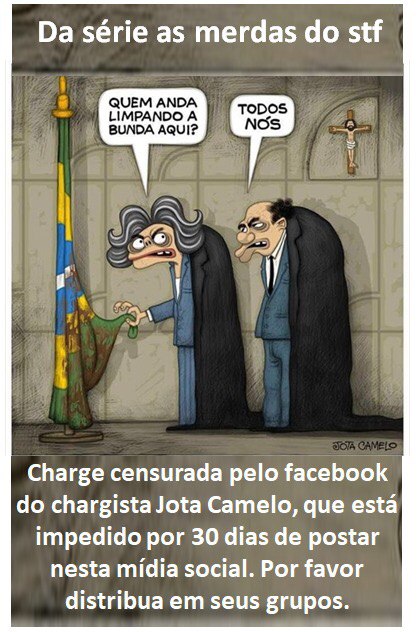 Da série as merdas do stf
QUEM ANDA
LIMPANDO A
BUNDA AQUI?
TODOS
NÓS
JOTA CAMELO
Charge censurada pelo facebook
do chargista Jota Camelo, que está
impedido por 30 dias de postar
nesta mídia social. Por favor
distribua em seus grupos.